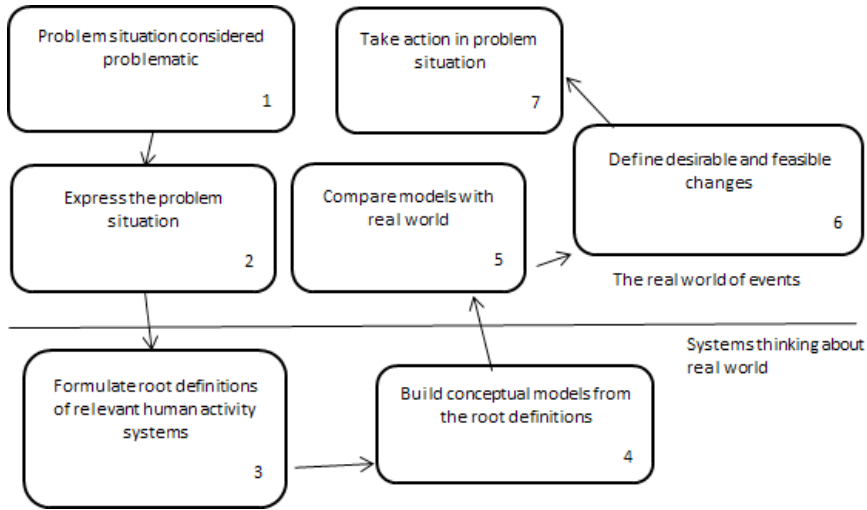 Problem situation considered
problematic
1
Express the problem
situation
2
Formulate root definitions
of relevant human activity
systems
3
Build conceptual models from
the root definitions
4
Compare models with
real world
5
Define desirable and feasible
changes
6
Take action in problem
situation
7
The real world of events
Systems thinking about
real world